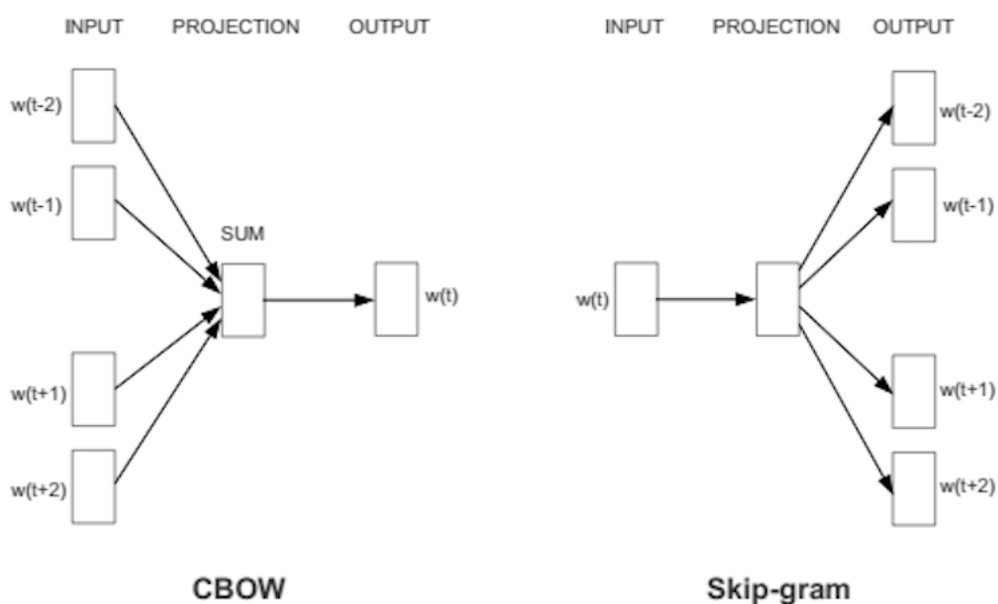 INPUT PROJECTION OUTPUT
w(t-2)
w(t-1)
SUM
w(t)
w(t+1)
w(t+2)
CBOW
INPUT PROJECTION OUTPUT
w(t-2)
w(t-1)
w(t)
w(t+1)
w(t+2)
Skip-gram